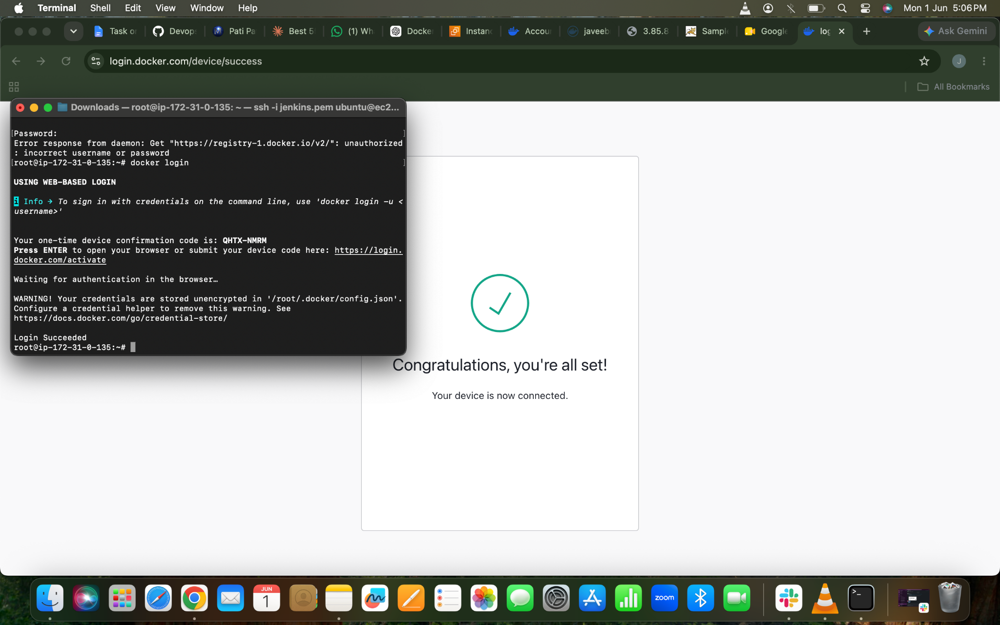 Terminal Shell Edit View Window Help Mon 1 Jun 5:06 PM
Task Devops Pati Pa Best (1) Wh Docker Instan Accou javeeb 3.85.8 Sampl Google log Ask Gemini
login.docker.com/device/success J
All Bookmarks
Downloads — root@ip-172-31-0-135: ~ — ssh -i jenkins.pem ubuntu@ec2...
[Password: ]
Error response from daemon: Get "https://registry-1.docker.io/v2/": unauthorized
: incorrect username or password
[root@ip-172-31-0-135:~# docker login ]
USING WEB-BASED LOGIN
i Info → To sign in with credentials on the command line, use 'docker login -u <
username>'
Your one-time device confirmation code is: QHTX-NMRM
Press ENTER to open your browser or submit your device code here: https://login.
docker.com/activate
Waiting for authentication in the browser…
WARNING! Your credentials are stored unencrypted in '/root/.docker/config.json'.
Configure a credential helper to remove this warning. See
https://docs.docker.com/go/credential-store/
Login Succeeded
root@ip-172-31-0-135:~#
Congratulations, you're all set!
Your device is now connected.
JUN
1
zoom
>_